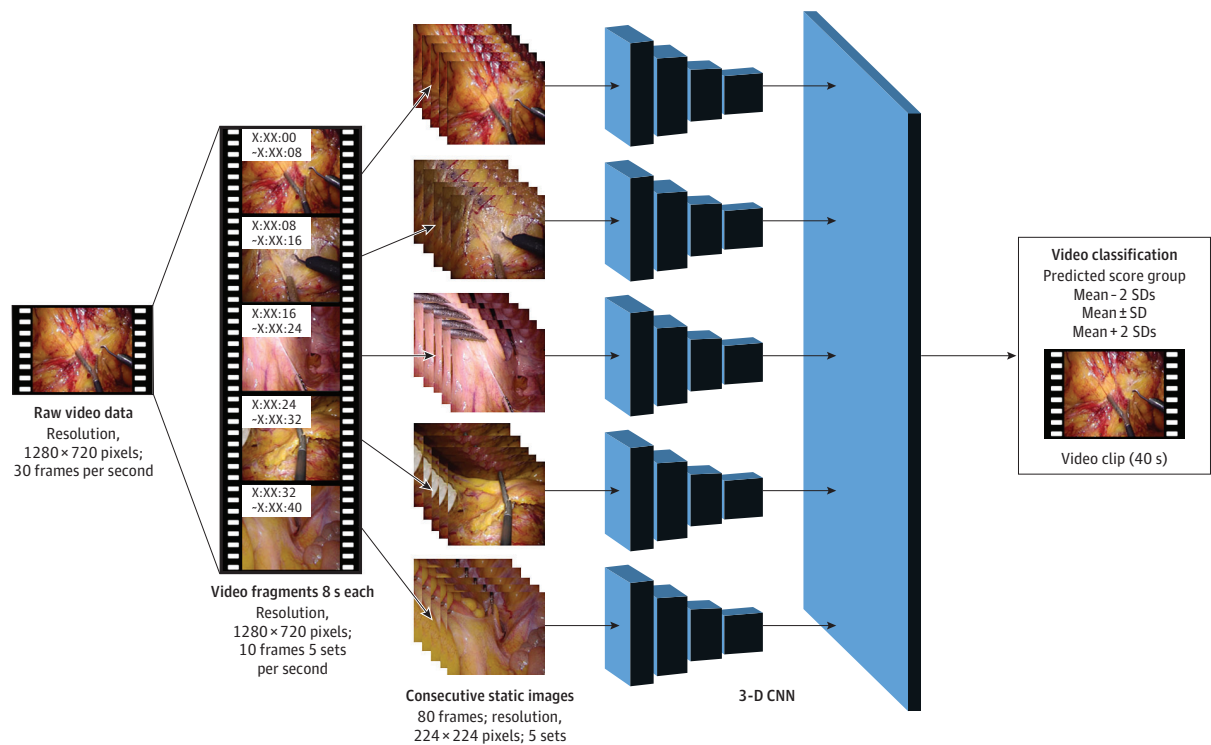 X:XX:00
~X:XX:08
X:XX:08
~X:XX:16
X:XX:16
~X:XX:24
X:XX:24
~X:XX:32
X:XX:32
~X:XX:40
Raw video data
Resolution,
1280×720 pixels;
30 frames per second
Video fragments 8 s each
Resolution,
1280×720 pixels;
10 frames 5 sets
per second
Consecutive static images
80 frames; resolution,
224×224 pixels; 5 sets
3-D CNN
Video classification
Predicted score group
Mean – 2 SDs
Mean ± SD
Mean + 2 SDs
Video clip (40 s)